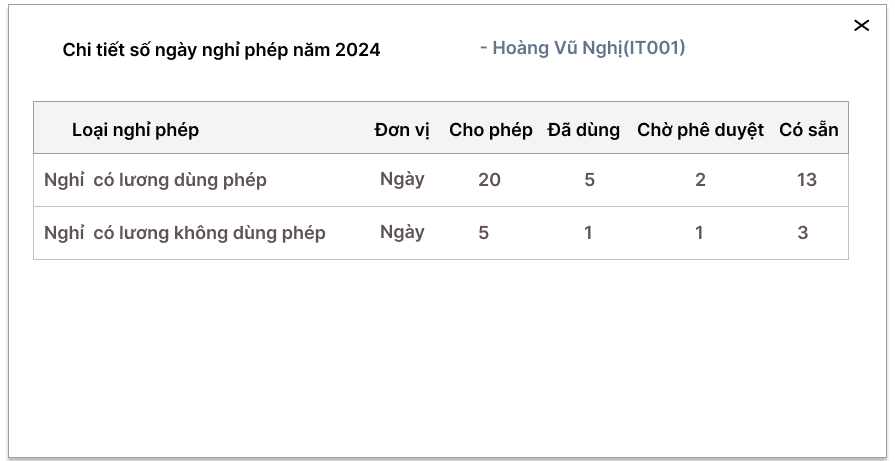 Chi tiết số ngày nghỉ phép năm 2024 - Hoàng Vũ Nghị(IT001)
Loại nghỉ phép Đơn vị Cho phép Đã dùng Chờ phê duyệt Có sẵn
Nghỉ có lương dùng phép Ngày 20 5 2 13
Nghỉ có lương không dùng phép Ngày 5 1 1 3